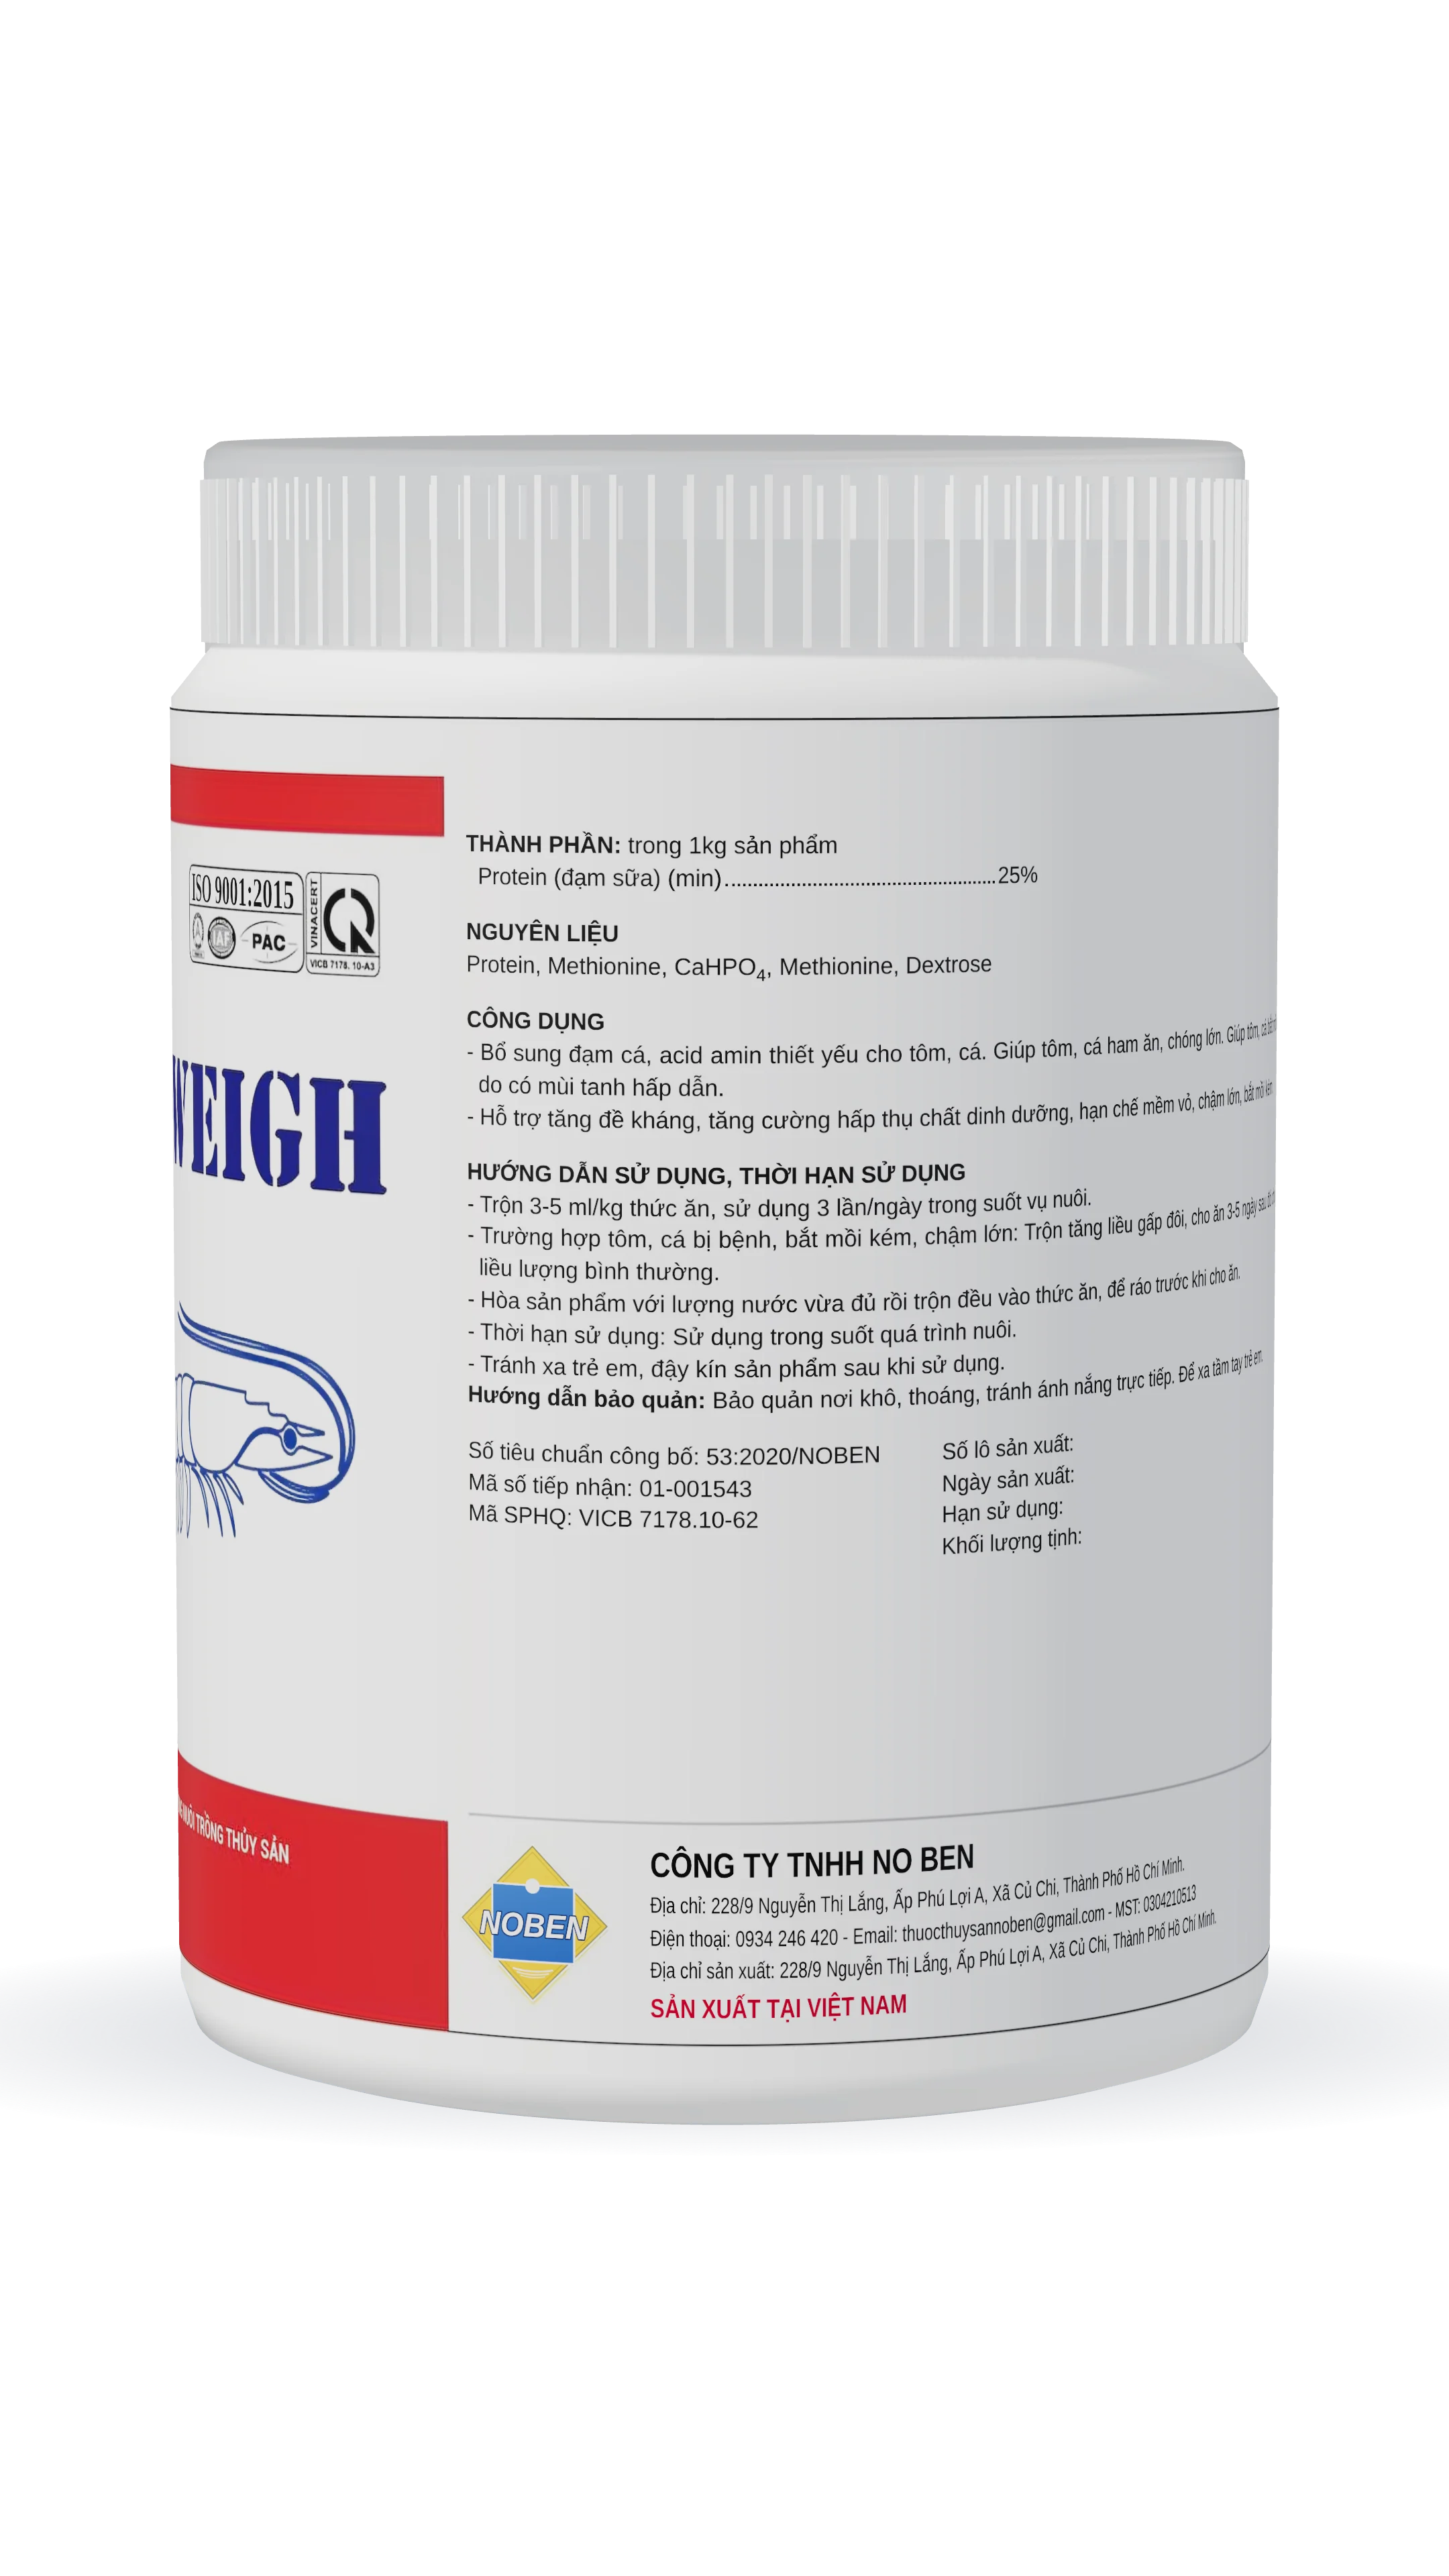 ISO 9001:2015
IAF
PAC
VINACERT
VICB 7178. 10-A3
WEIGH
NUÔI TRỒNG THỦY SẢN
THÀNH PHẦN: trong 1kg sản phẩm
Protein (đạm sữa) (min)..........25%
NGUYÊN LIỆU
Protein, Methionine, CaHPO4, Methionine, Dextrose
CÔNG DỤNG
- Bổ sung đạm cá, acid amin thiết yếu cho tôm, cá. Giúp tôm, cá ham ăn, chóng lớn. Giúp tôm, cá
do có mùi tanh hấp dẫn.
- Hỗ trợ tăng đề kháng, tăng cường hấp thụ chất dinh dưỡng, hạn chế mềm vỏ, chậm lớn, bắt mồi kém
HƯỚNG DẪN SỬ DỤNG, THỜI HẠN SỬ DỤNG
- Trộn 3-5 ml/kg thức ăn, sử dụng 3 lần/ngày trong suốt vụ nuôi.
- Trường hợp tôm, cá bị bệnh, bắt mồi kém, chậm lớn: Trộn tăng liều gấp đôi, cho ăn 3-5 ngày sau đó
liều lượng bình thường.
- Hòa sản phẩm với lượng nước vừa đủ rồi trộn đều vào thức ăn, để ráo trước khi cho ăn.
- Thời hạn sử dụng: Sử dụng trong suốt quá trình nuôi.
- Tránh xa trẻ em, đậy kín sản phẩm sau khi sử dụng.
Hướng dẫn bảo quản: Bảo quản nơi khô, thoáng, tránh ánh nắng trực tiếp. Để xa tầm tay trẻ em.
Số tiêu chuẩn công bố: 53:2020/NOBEN
Mã số tiếp nhận: 01-001543
Mã SPHQ: VICB 7178.10-62
Số lô sản xuất:
Ngày sản xuất:
Hạn sử dụng:
Khối lượng tịnh:
NOBEN
CÔNG TY TNHH NO BEN
Địa chỉ: 228/9 Nguyễn Thị Lắng, Ấp Phú Lợi A, Xã Củ Chi, Thành Phố Hồ Chí Minh.
Điện thoại: 0934 246 420 - Email: thuocthuysannoben@gmail.com - MST: 0304210513
Địa chỉ sản xuất: 228/9 Nguyễn Thị Lắng, Ấp Phú Lợi A, Xã Củ Chi, Thành Phố Hồ Chí Minh.
SẢN XUẤT TẠI VIỆT NAM